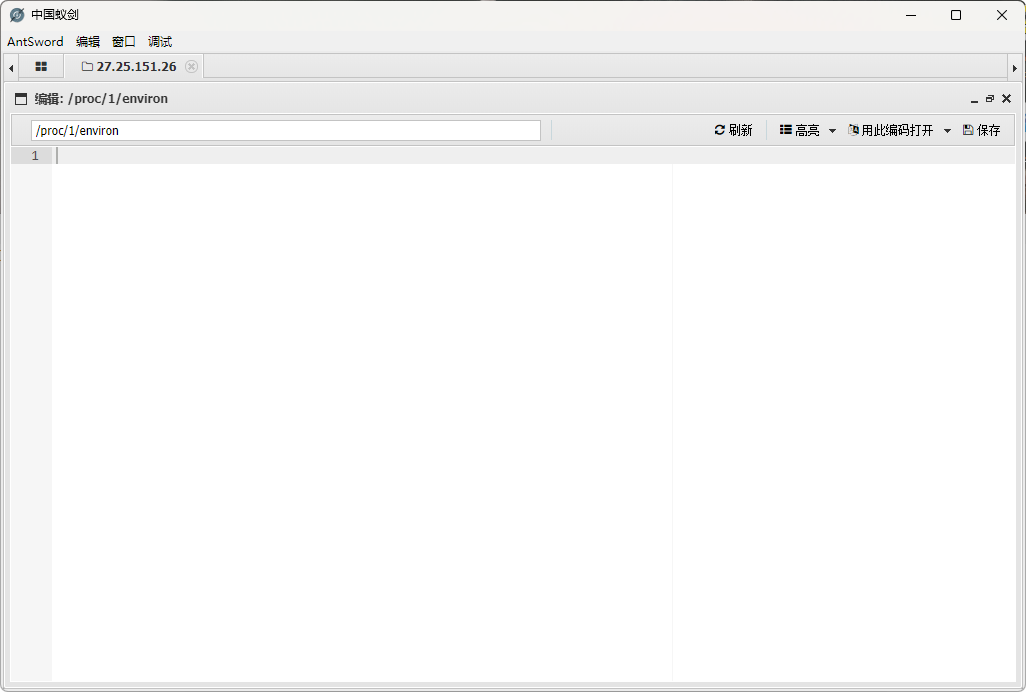 中国蚁剑
AntSword 编辑 窗口 调试
27.25.151.26
编辑: /proc/1/environ
/proc/1/environ 刷新 高亮 用此编码打开 保存
1